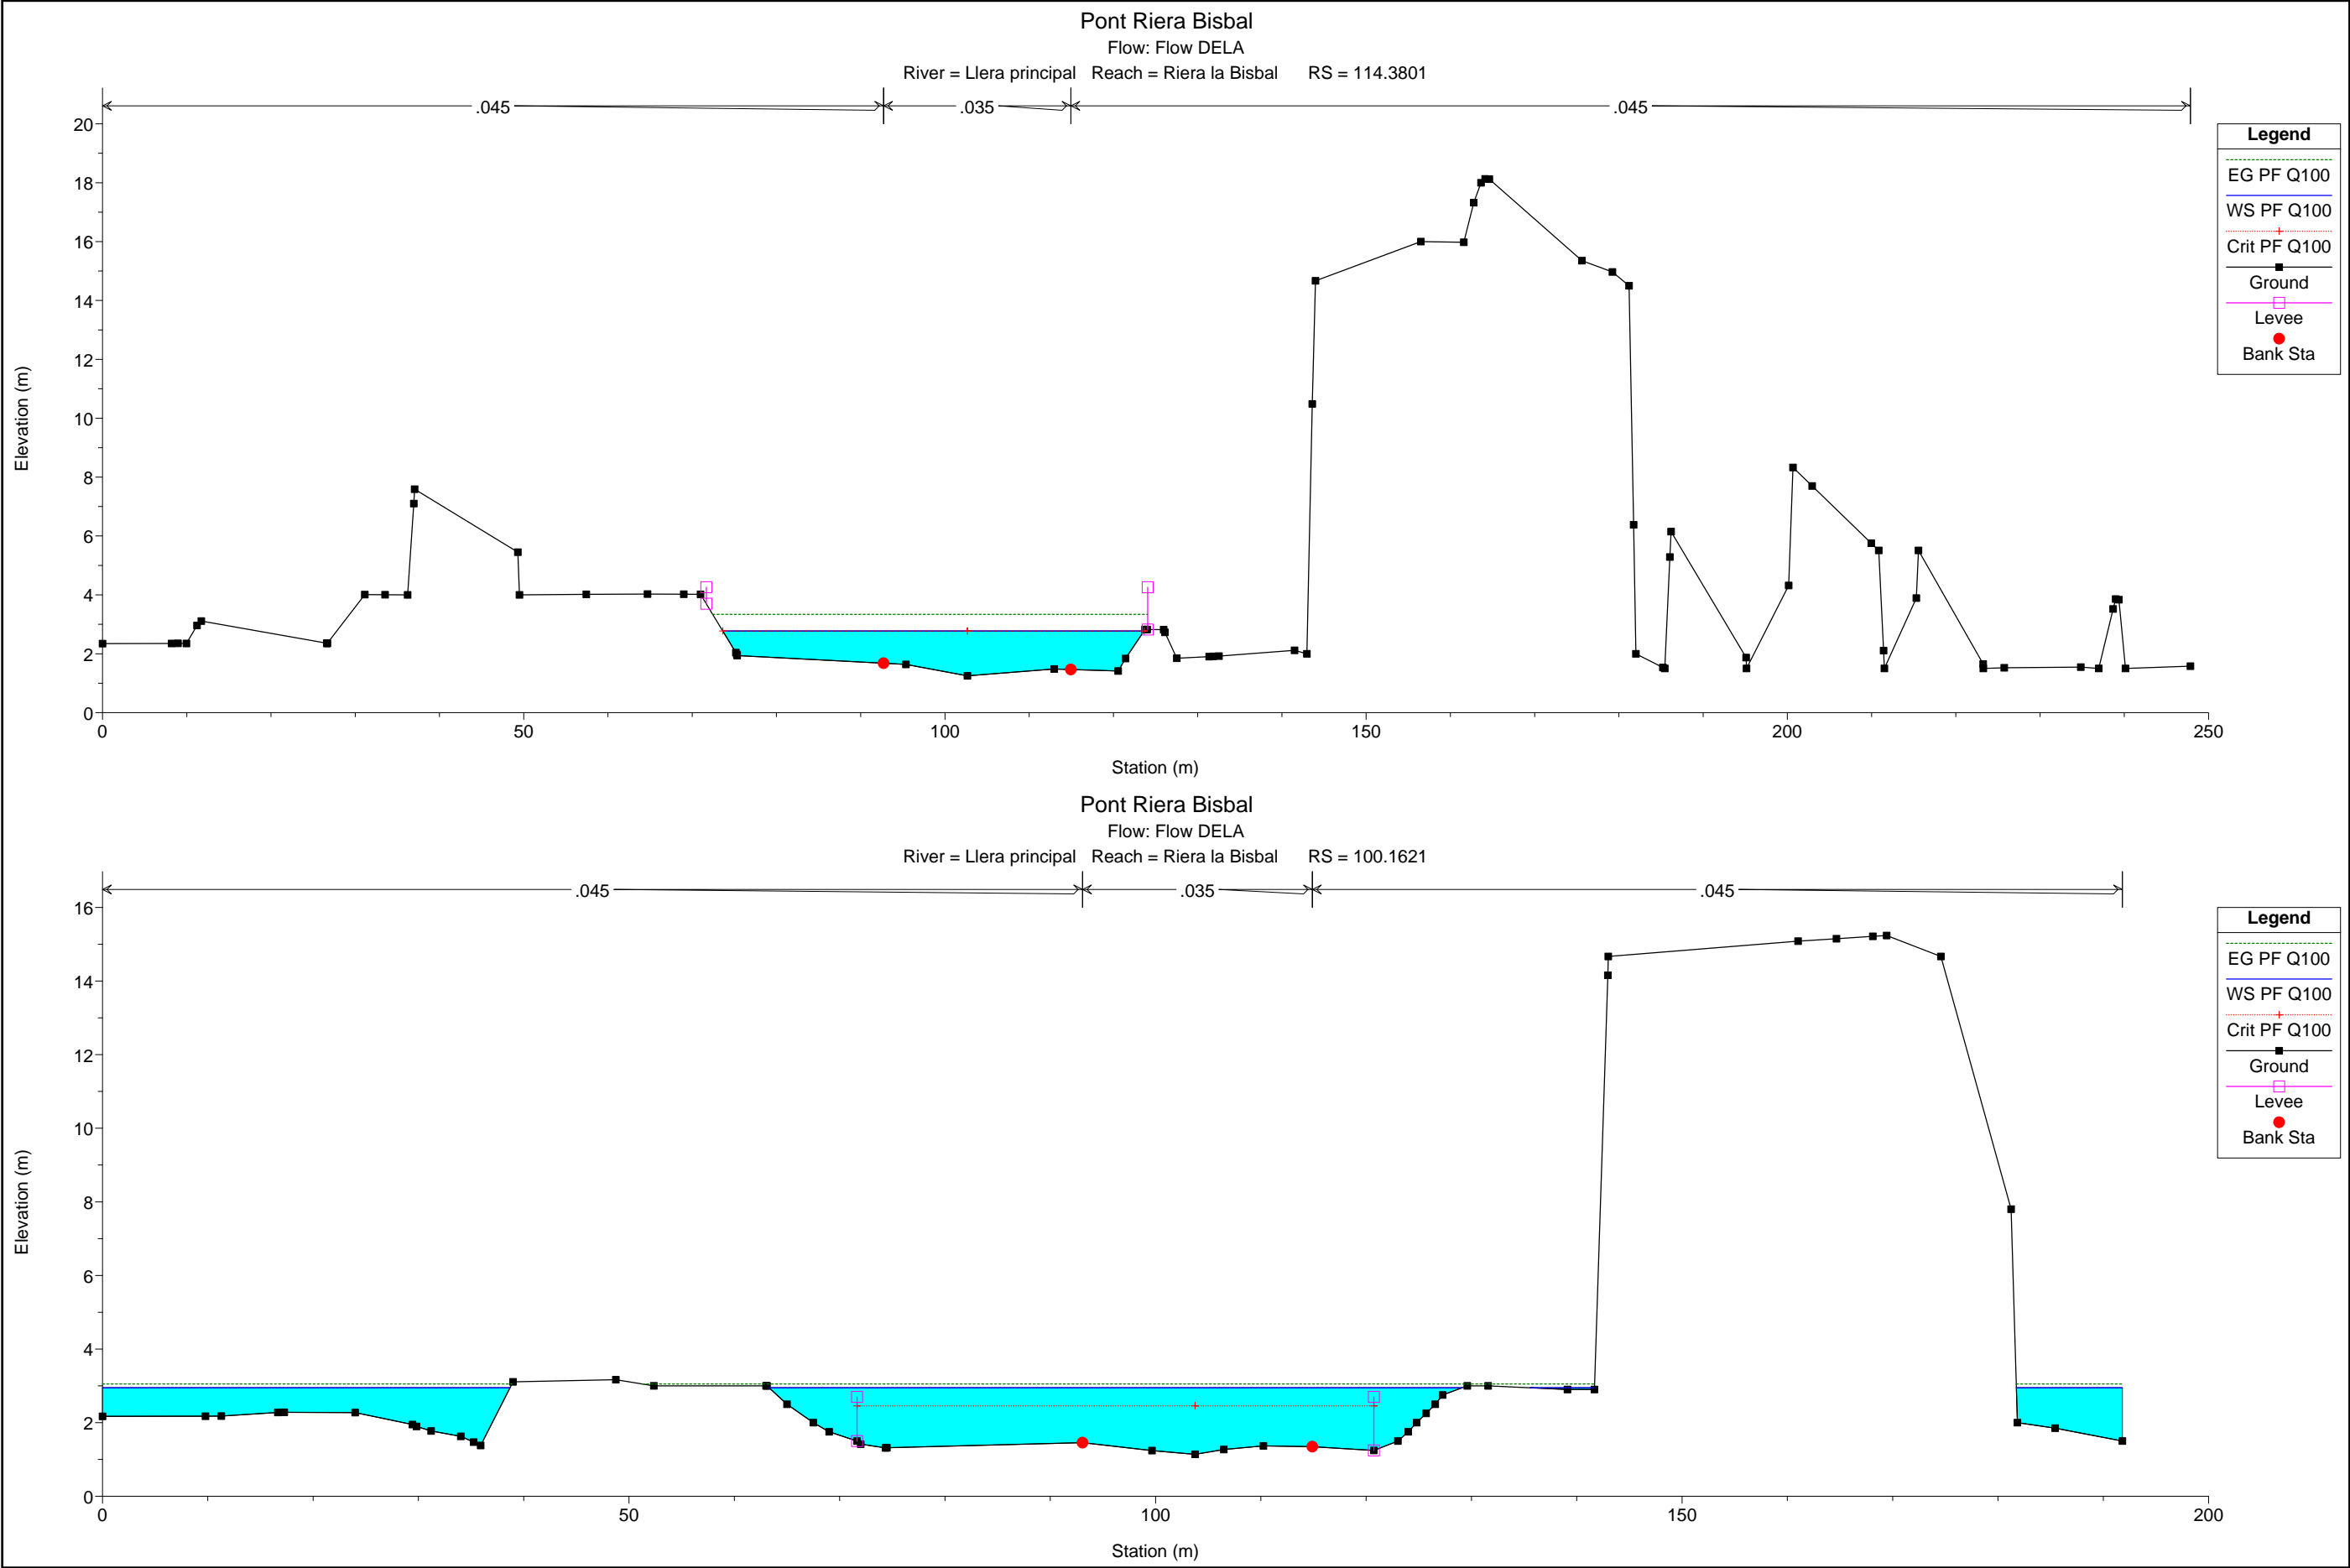 Pont Riera Bisbal
Flow: Flow DELA
River = Llera principal   Reach = Riera la Bisbal      RS = 114.3801
.045
.035
.045
Legend
EG PF Q100
WS PF Q100
Crit PF Q100
Ground
Levee
Bank Sta
Elevation (m)
20
18
16
14
12
10
8
6
4
2
0
0
50
100
150
200
250
Station (m)
Pont Riera Bisbal
Flow: Flow DELA
River = Llera principal   Reach = Riera la Bisbal      RS = 100.1621
.045
.035
.045
Legend
EG PF Q100
WS PF Q100
Crit PF Q100
Ground
Levee
Bank Sta
Elevation (m)
16
14
12
10
8
6
4
2
0
0
50
100
150
200
Station (m)